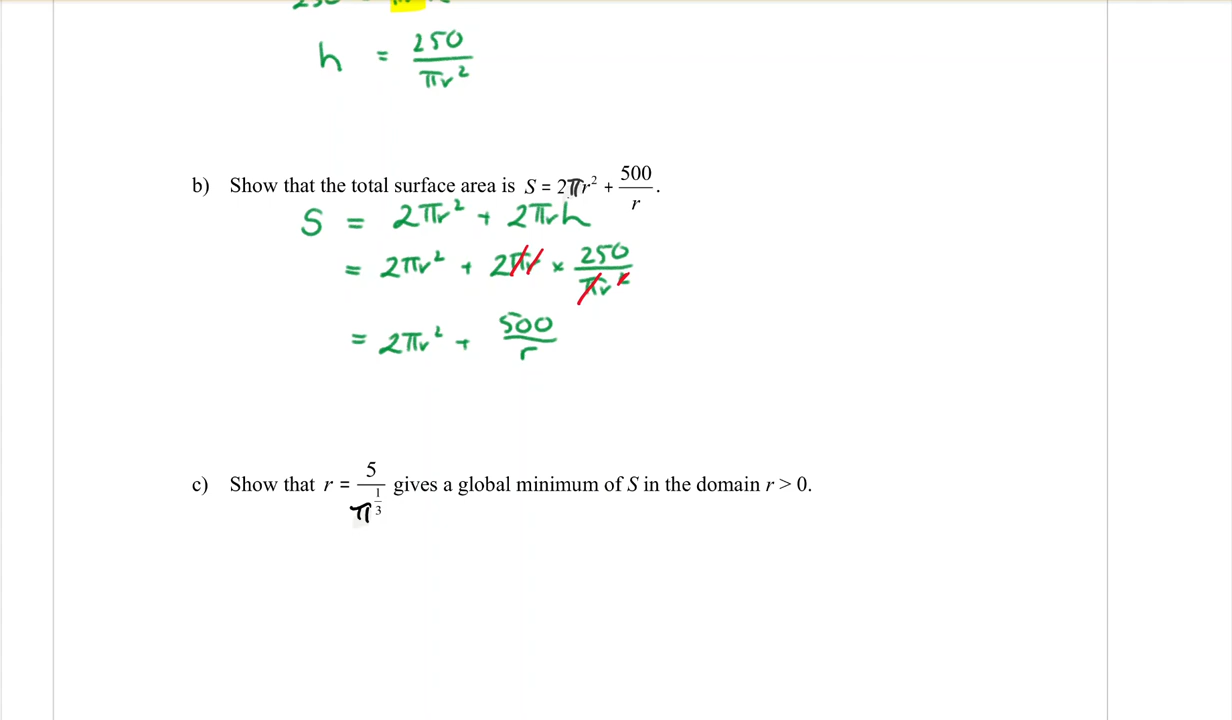 h = 250/πr²
b) Show that the total surface area is S = 2πr² + 500/r.
S = 2πr² + 2πrh
= 2πr² + 2πr × 250/πr²
= 2πr² + 500/r
c) Show that r = 5/π^(1/3) gives a global minimum of S in the domain r > 0.